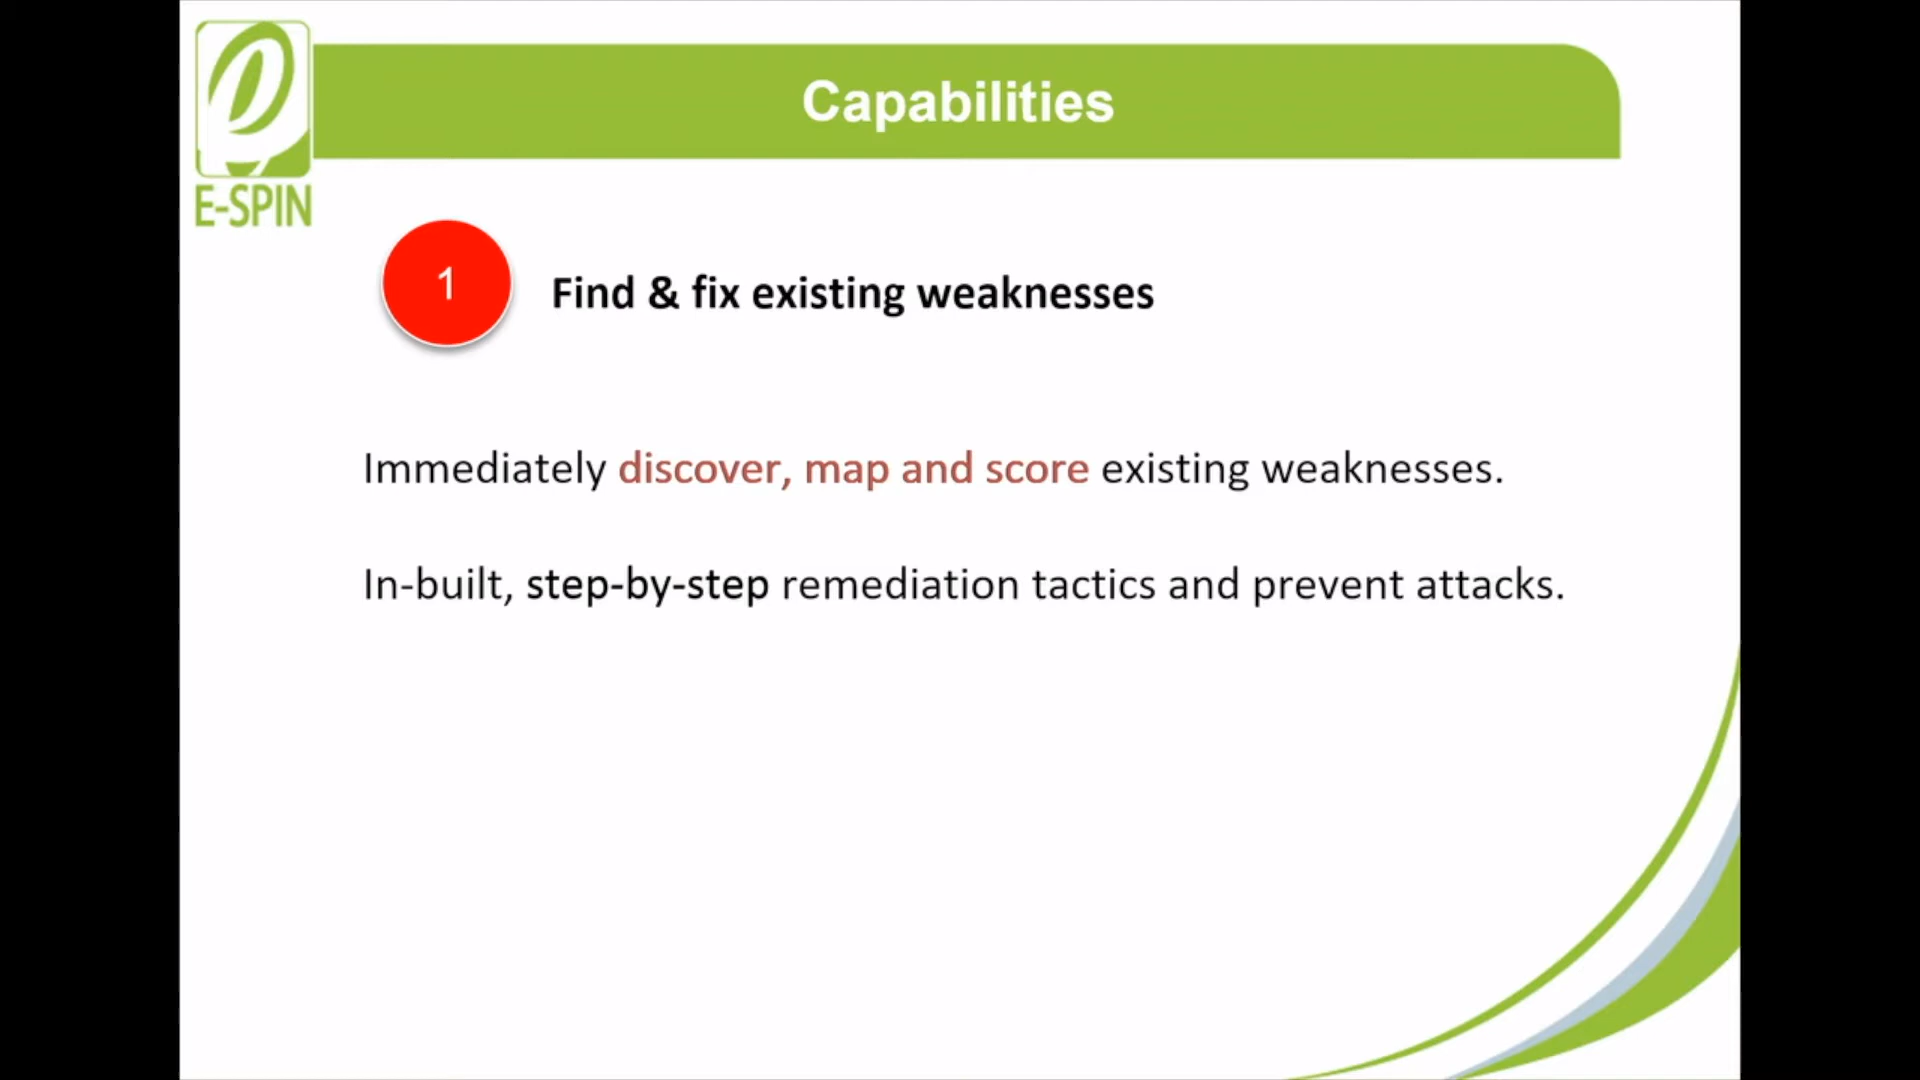 Capabilities
E-SPIN
1
Find & fix existing weaknesses
Immediately discover, map and score existing weaknesses.
In-built, step-by-step remediation tactics and prevent attacks.